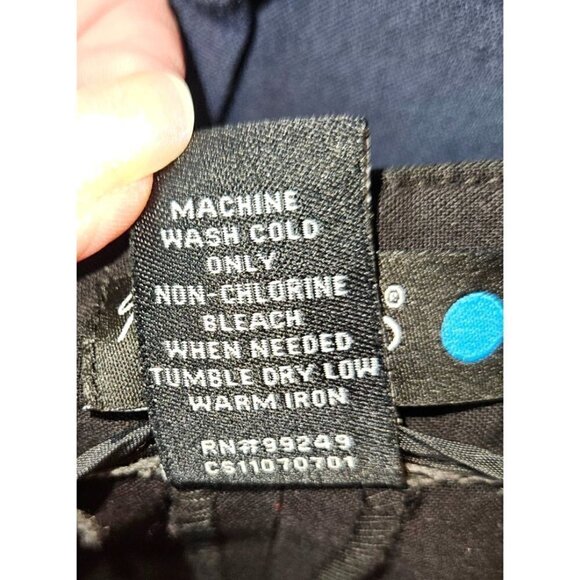 MACHINE
WASH COLD
ONLY
NON-CHLORINE
BLEACH
WHEN NEEDED
TUMBLE DRY LOW
WARM IRON
RN#99249
CS11070701
®